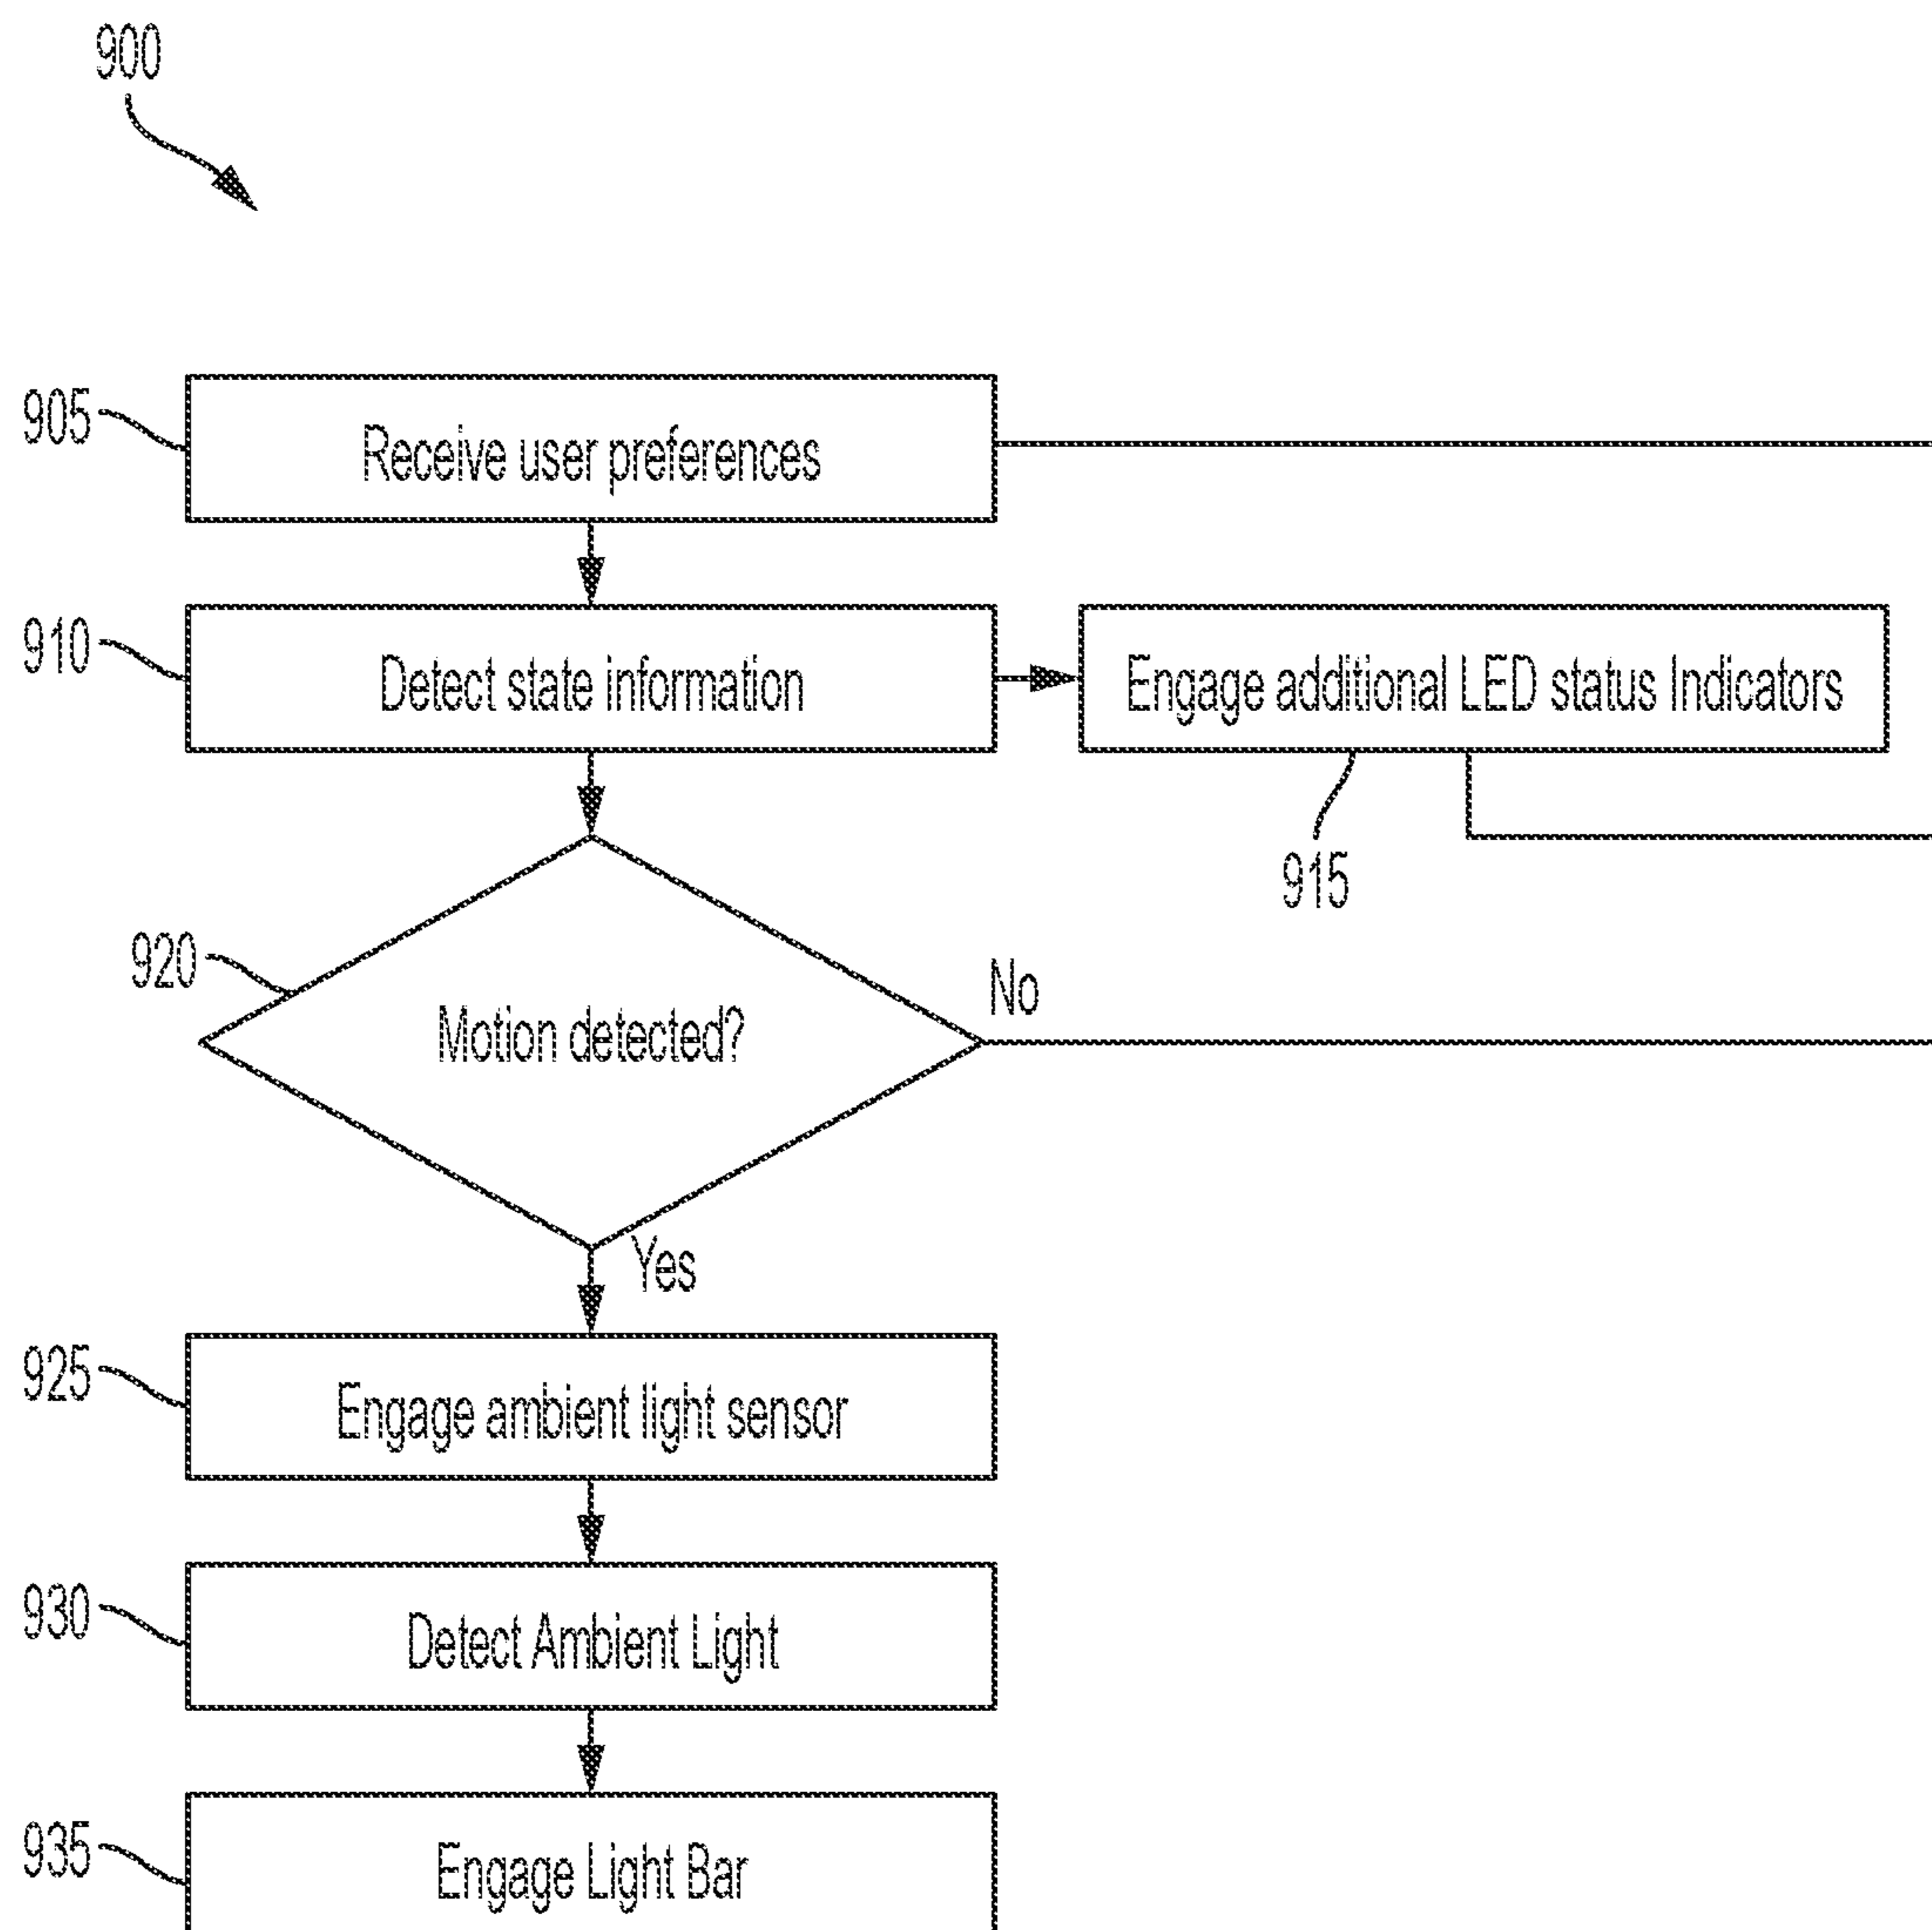 900
905
Receive user preferences
910
Detect state information
Engage additional LED status Indicators
915
920
Motion detected?
No
Yes
925
Engage ambient light sensor
930
Detect Ambient Light
935
Engage Light Bar